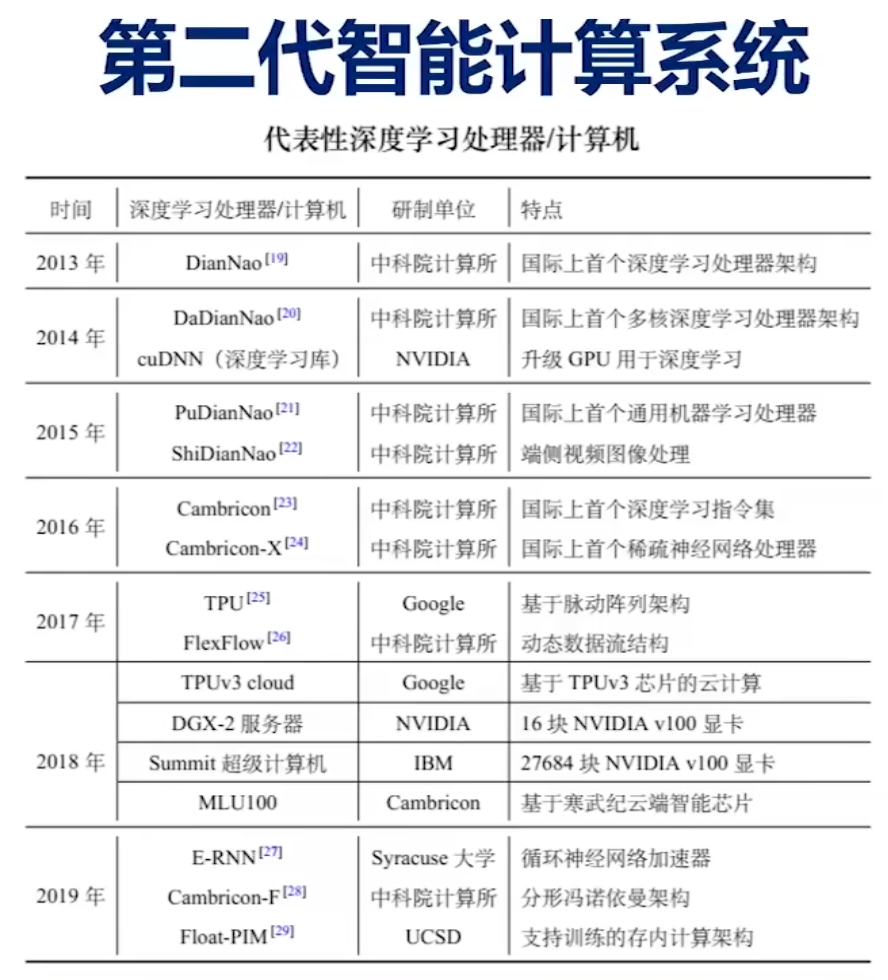 第二代智能计算系统
代表性深度学习处理器/计算机
时间 深度学习处理器/计算机 研制单位 特点
2013 年 DianNao[19] 中科院计算所 国际上首个深度学习处理器架构
2014 年 DaDianNao[20] 中科院计算所 国际上首个多核深度学习处理器架构
cuDNN（深度学习库） NVIDIA 升级 GPU 用于深度学习
2015 年 PuDianNao[21] 中科院计算所 国际上首个通用机器学习处理器
ShiDianNao[22] 中科院计算所 端侧视频图像处理
2016 年 Cambricon[23] 中科院计算所 国际上首个深度学习指令集
Cambricon-X[24] 中科院计算所 国际上首个稀疏神经网络处理器
2017 年 TPU[25] Google 基于脉动阵列架构
FlexFlow[26] 中科院计算所 动态数据流结构
2018 年 TPUv3 cloud Google 基于 TPUv3 芯片的云计算
DGX-2 服务器 NVIDIA 16 块 NVIDIA v100 显卡
Summit 超级计算机 IBM 27684 块 NVIDIA v100 显卡
MLU100 Cambricon 基于寒武纪云端智能芯片
2019 年 E-RNN[27] Syracuse 大学 循环神经网络加速器
Cambricon-F[28] 中科院计算所 分形冯诺依曼架构
Float-PIM[29] UCSD 支持训练的存内计算架构